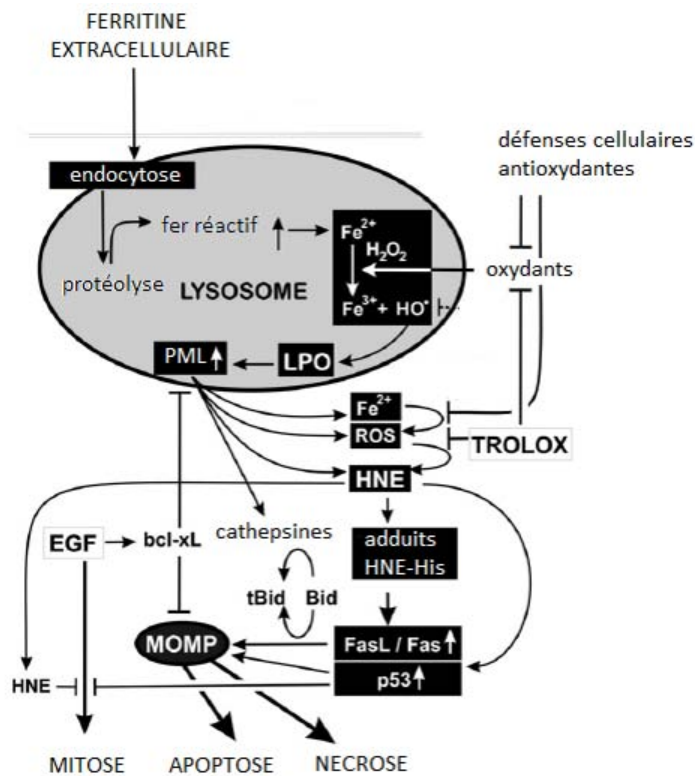 FERRITINE
EXTRACELLULAIRE
défenses cellulaires
antioxydantes
endocytose
fer réactif
Fe²⁺
H₂O₂
oxydants
protéolyse
LYSOSOME
Fe³⁺ + HO•
PML
LPO
Fe²⁺
ROS
TROLOX
HNE
cathepsines
EGF
bcl-xL
adduits
HNE-His
tBid
Bid
MOMP
FasL / Fas
p53
HNE
MITOSE
APOPTOSE
NECROSE